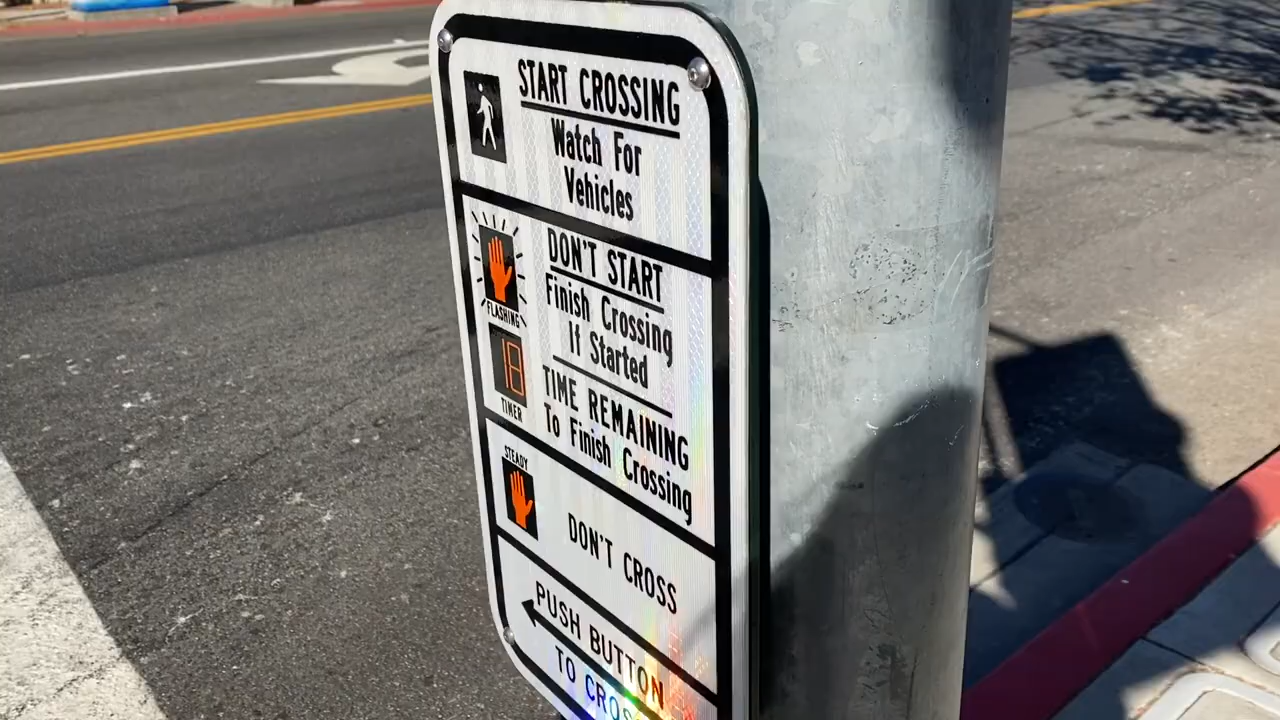 START CROSSING
Watch For
Vehicles
DON'T START
Finish Crossing
If Started
FLASHING
18
TIMER
TIME REMAINING
To Finish Crossing
STEADY
DON'T CROSS
PUSH BUTTON
TO CROSS